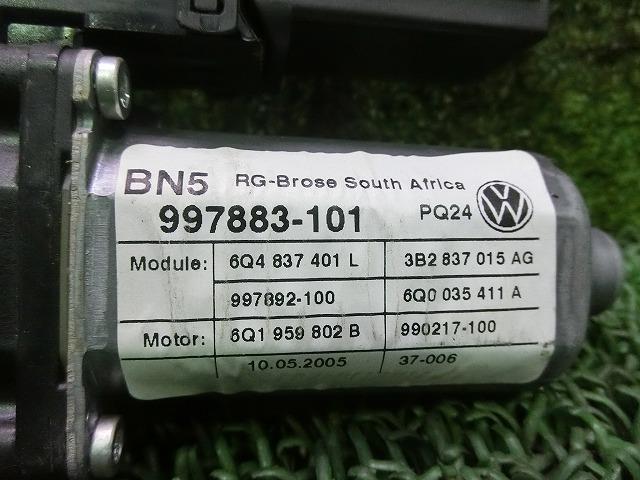 BN5 RG-Brose South Africa
997883-101 PQ24
Module: 6Q4 837 401 L 3B2 837 015 AG
997892-100 6Q0 035 411 A
Motor: 6Q1 959 802 B 990217-100
10.05.2005 37-006